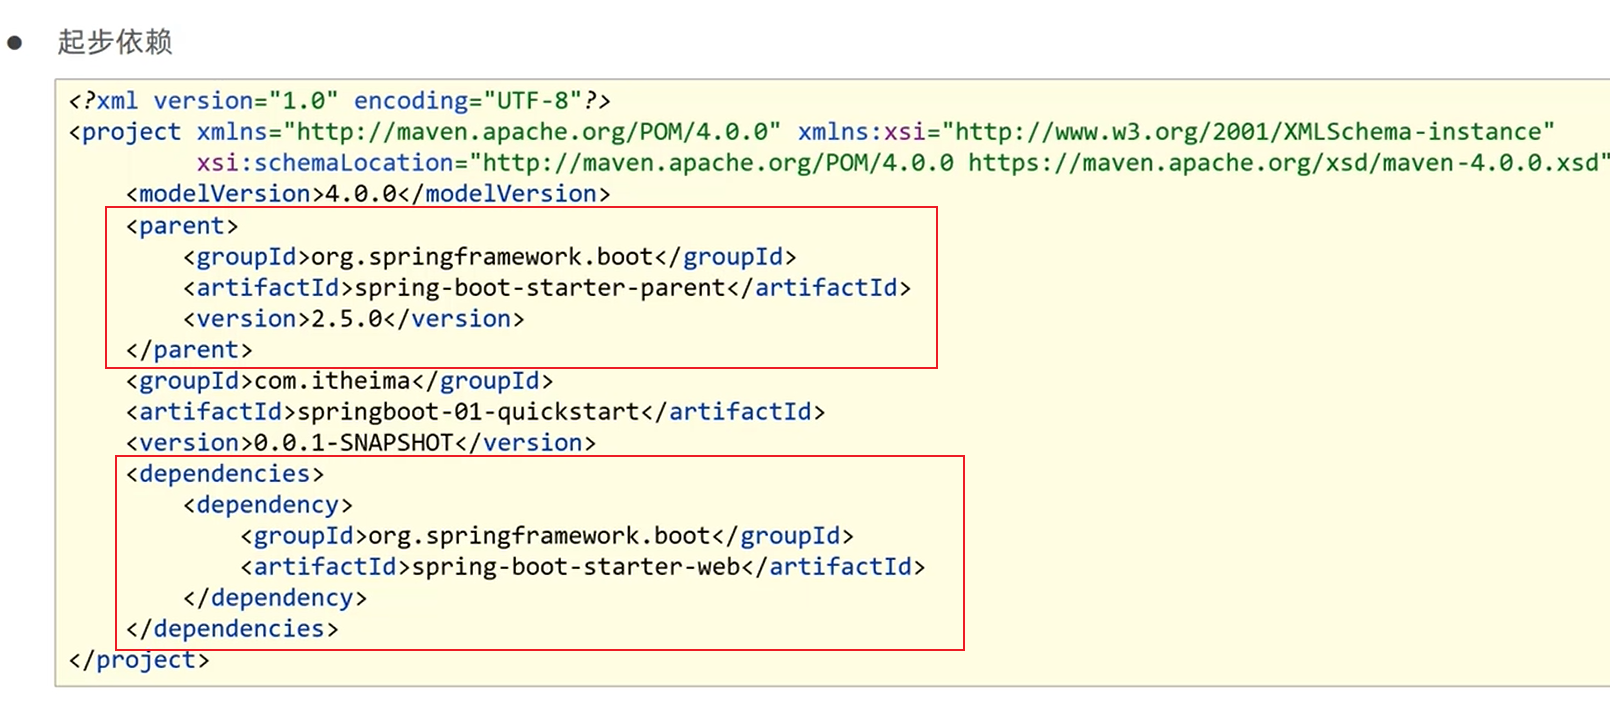 ● 起步依赖
<?xml version="1.0" encoding="UTF-8"?>
<project xmlns="http://maven.apache.org/POM/4.0.0" xmlns:xsi="http://www.w3.org/2001/XMLSchema-instance"
         xsi:schemaLocation="http://maven.apache.org/POM/4.0.0 https://maven.apache.org/xsd/maven-4.0.0.xsd"
    <modelVersion>4.0.0</modelVersion>
    <parent>
        <groupId>org.springframework.boot</groupId>
        <artifactId>spring-boot-starter-parent</artifactId>
        <version>2.5.0</version>
    </parent>
    <groupId>com.itheima</groupId>
    <artifactId>springboot-01-quickstart</artifactId>
    <version>0.0.1-SNAPSHOT</version>
    <dependencies>
        <dependency>
            <groupId>org.springframework.boot</groupId>
            <artifactId>spring-boot-starter-web</artifactId>
        </dependency>
    </dependencies>
</project>